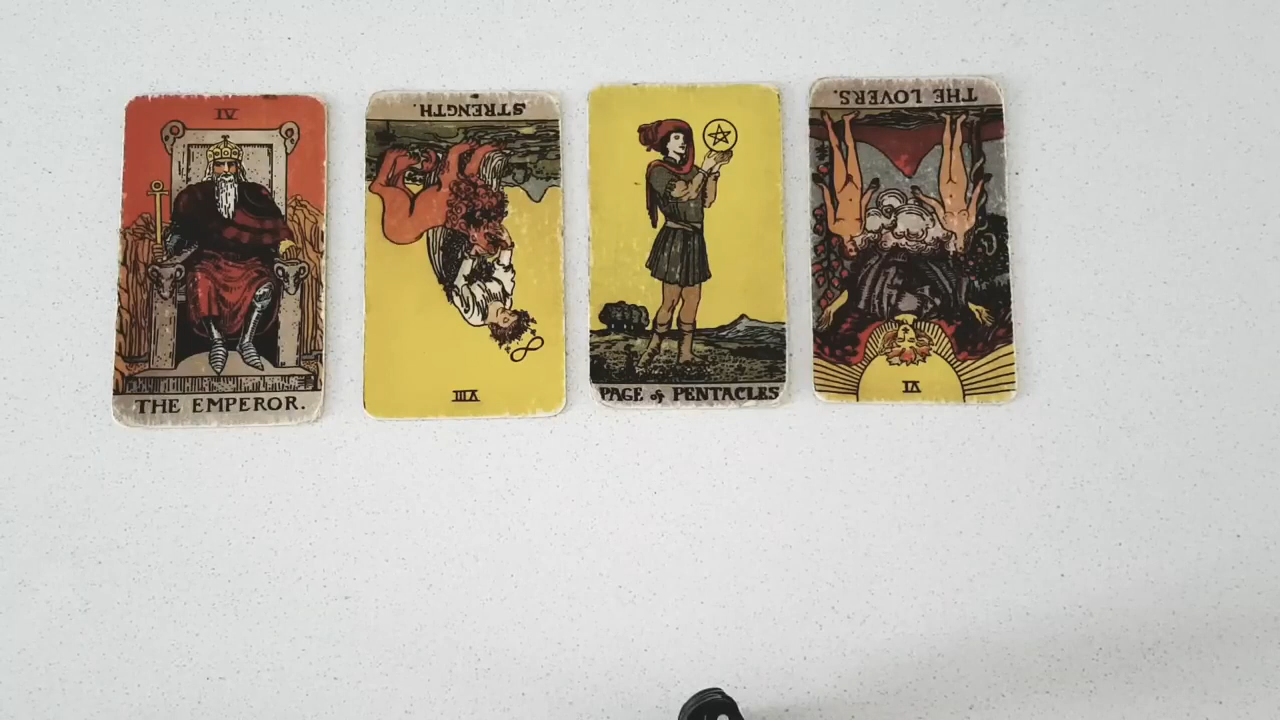 IV
THE EMPEROR.
STRENGTH.
VIII
PAGE of PENTACLES
THE LOVERS.
VI